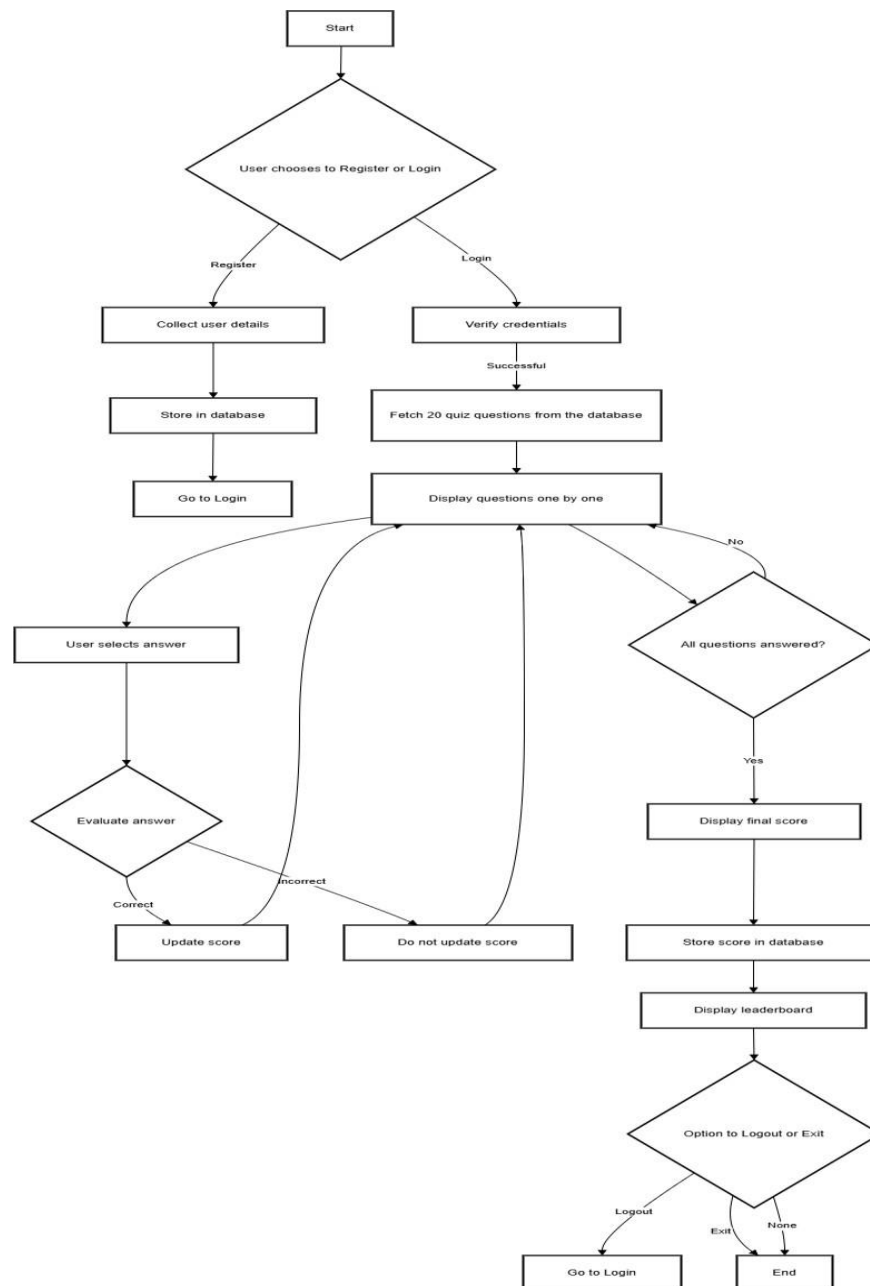 Start
User chooses to Register or Login
Register
Login
Collect user details
Verify credentials
Successful
Store in database
Fetch 20 quiz questions from the database
Go to Login
Display questions one by one
No
User selects answer
All questions answered?
Yes
Evaluate answer
Display final score
Incorrect
Correct
Update score
Do not update score
Store score in database
Display leaderboard
Option to Logout or Exit
Logout
Exit
None
Go to Login
End